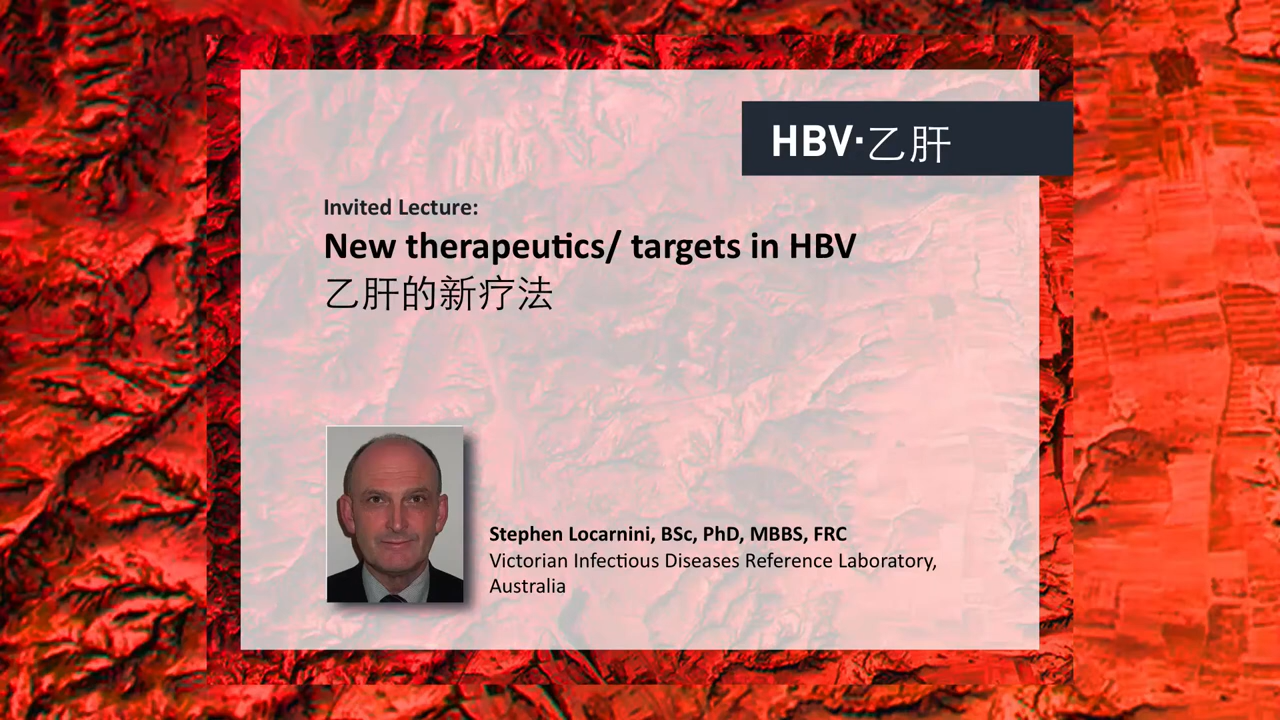 HBV·乙肝
Invited Lecture:
New therapeutics/ targets in HBV
乙肝的新疗法
Stephen Locarnini, BSc, PhD, MBBS, FRC
Victorian Infectious Diseases Reference Laboratory,
Australia